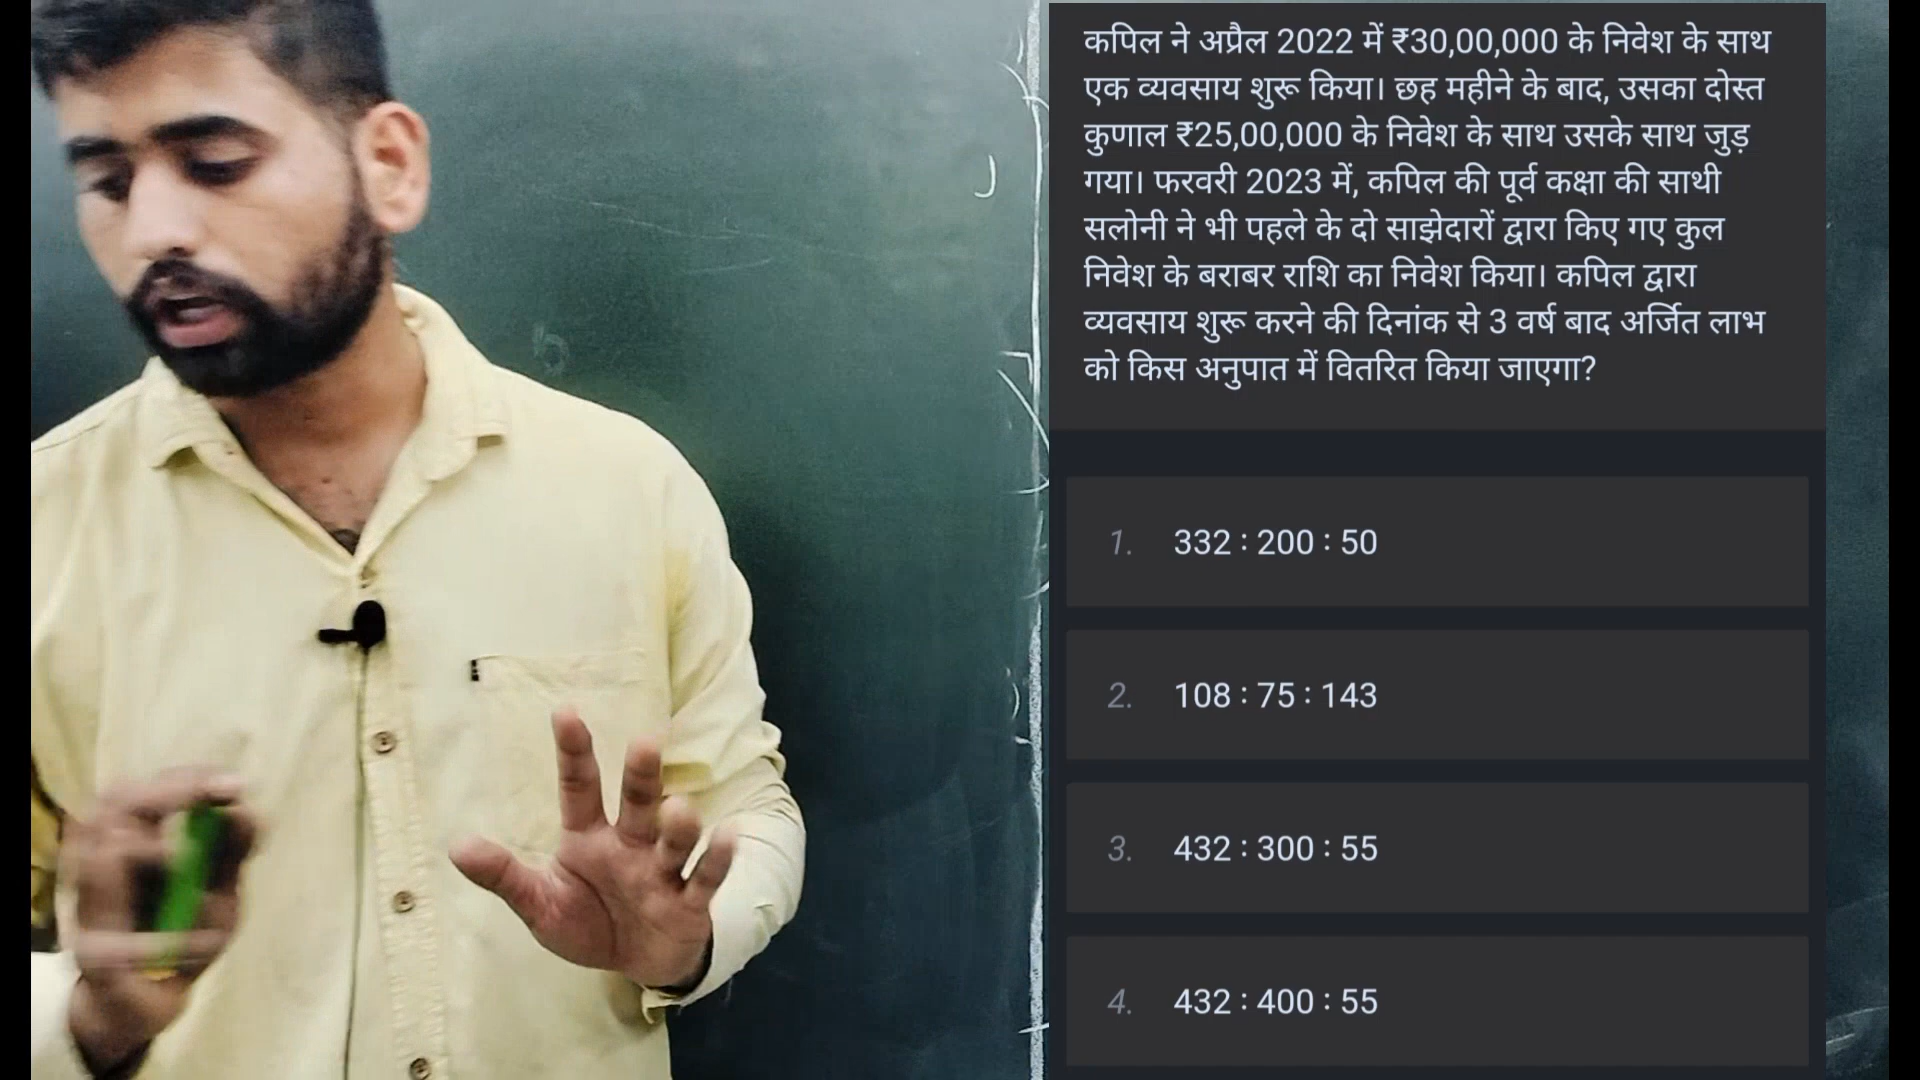 कपिल ने अप्रैल 2022 में ₹30,00,000 के निवेश के साथ
एक व्यवसाय शुरू किया। छह महीने के बाद, उसका दोस्त
कुणाल ₹25,00,000 के निवेश के साथ उसके साथ जुड़
गया। फरवरी 2023 में, कपिल की पूर्व कक्षा की साथी
सलोनी ने भी पहले के दो साझेदारों द्वारा किए गए कुल
निवेश के बराबर राशि का निवेश किया। कपिल द्वारा
व्यवसाय शुरू करने की दिनांक से 3 वर्ष बाद अर्जित लाभ
को किस अनुपात में वितरित किया जाएगा?
1. 332 : 200 : 50
2. 108 : 75 : 143
3. 432 : 300 : 55
4. 432 : 400 : 55